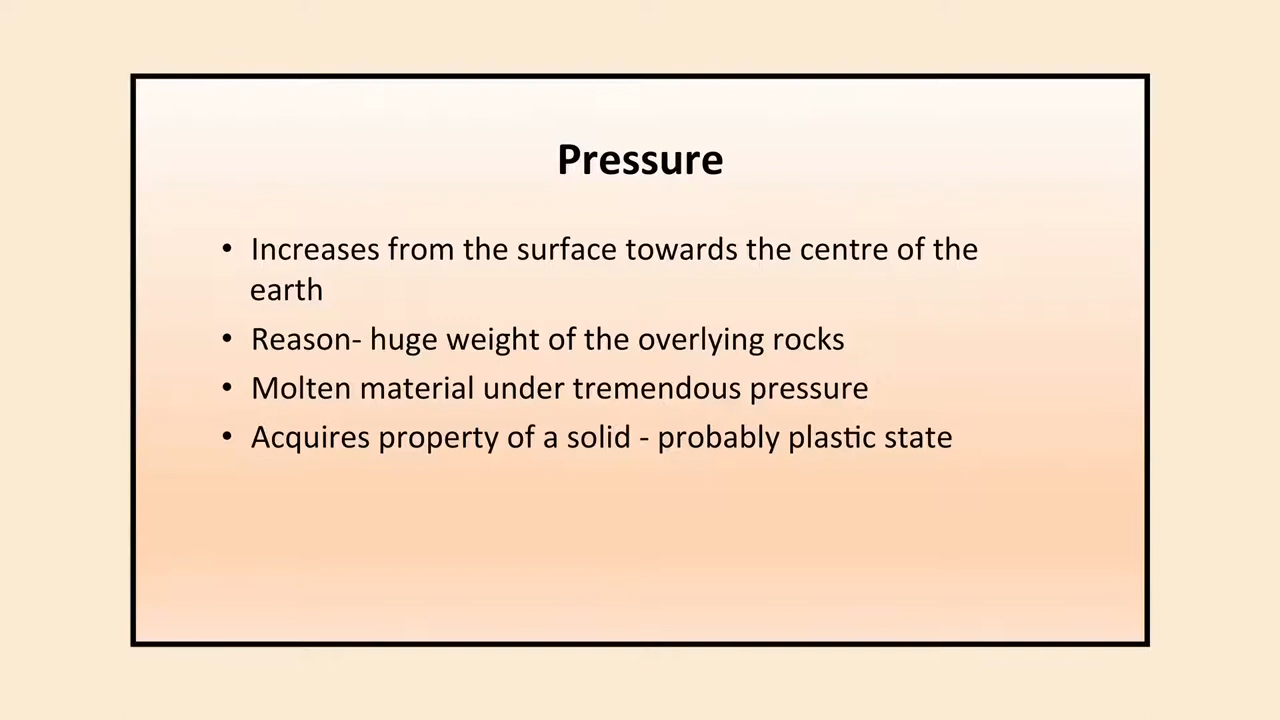 Pressure
• Increases from the surface towards the centre of the
earth
• Reason- huge weight of the overlying rocks
• Molten material under tremendous pressure
• Acquires property of a solid - probably plastic state